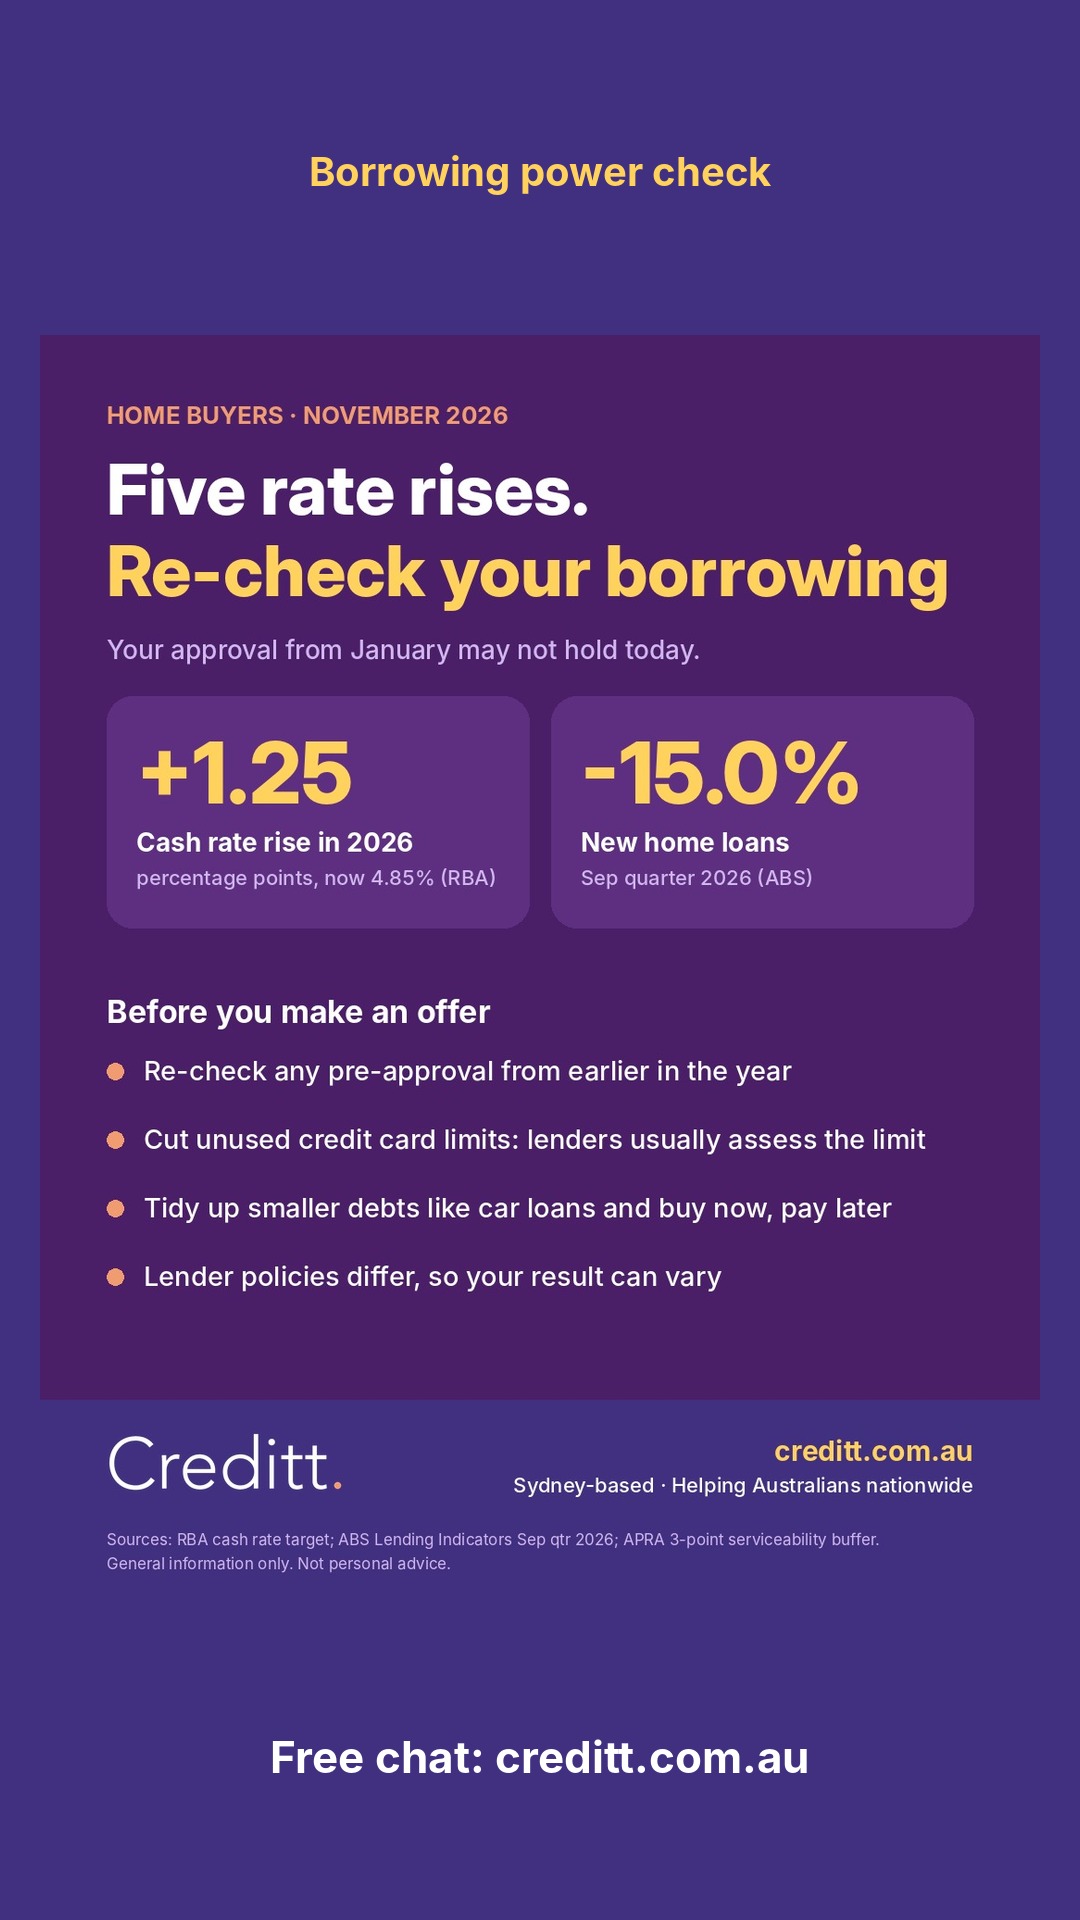 Borrowing power check
HOME BUYERS · NOVEMBER 2026
Five rate rises.
Re-check your borrowing
Your approval from January may not hold today.
+1.25
Cash rate rise in 2026
percentage points, now 4.85% (RBA)
-15.0%
New home loans
Sep quarter 2026 (ABS)
Before you make an offer
Re-check any pre-approval from earlier in the year
Cut unused credit card limits: lenders usually assess the limit
Tidy up smaller debts like car loans and buy now, pay later
Lender policies differ, so your result can vary
Creditt.
creditt.com.au
Sydney-based · Helping Australians nationwide
Sources: RBA cash rate target; ABS Lending Indicators Sep qtr 2026; APRA 3-point serviceability buffer.
General information only. Not personal advice.
Free chat: creditt.com.au